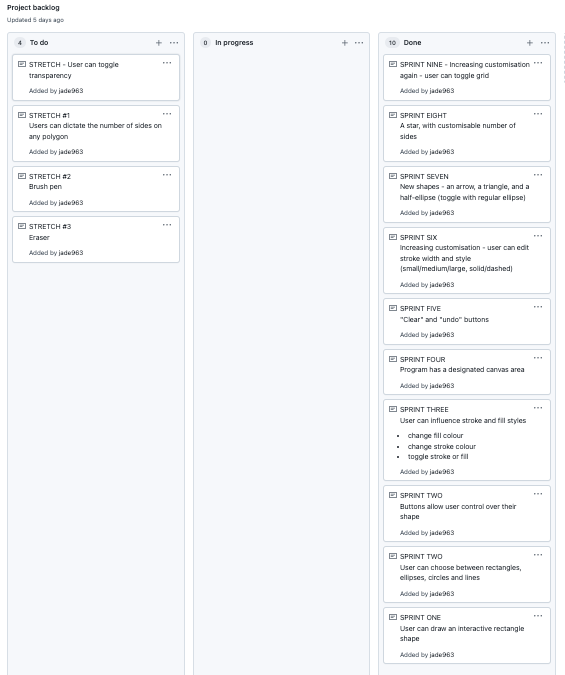 Project backlog
Updated 5 days ago
4 To do
STRETCH - User can toggle
transparency
Added by jade963
STRETCH #1
Users can dictate the number of sides on
any polygon
Added by jade963
STRETCH #2
Brush pen
Added by jade963
STRETCH #3
Eraser
Added by jade963
0 In progress
10 Done
SPRINT NINE - Increasing customisation
again - user can toggle grid
Added by jade963
SPRINT EIGHT
A star, with customisable number of
sides
Added by jade963
SPRINT SEVEN
New shapes - an arrow, a triangle, and a
half-ellipse (toggle with regular ellipse)
Added by jade963
SPRINT SIX
Increasing customisation - user can edit
stroke width and style
(small/medium/large, solid/dashed)
Added by jade963
SPRINT FIVE
"Clear" and "undo" buttons
Added by jade963
SPRINT FOUR
Program has a designated canvas area
Added by jade963
SPRINT THREE
User can influence stroke and fill styles
• change fill colour
• change stroke colour
• toggle stroke or fill
Added by jade963
SPRINT TWO
Buttons allow user control over their
shape
Added by jade963
SPRINT TWO
User can choose between rectangles,
ellipses, circles and lines
Added by jade963
SPRINT ONE
User can draw an interactive rectangle
shape
Added by jade963